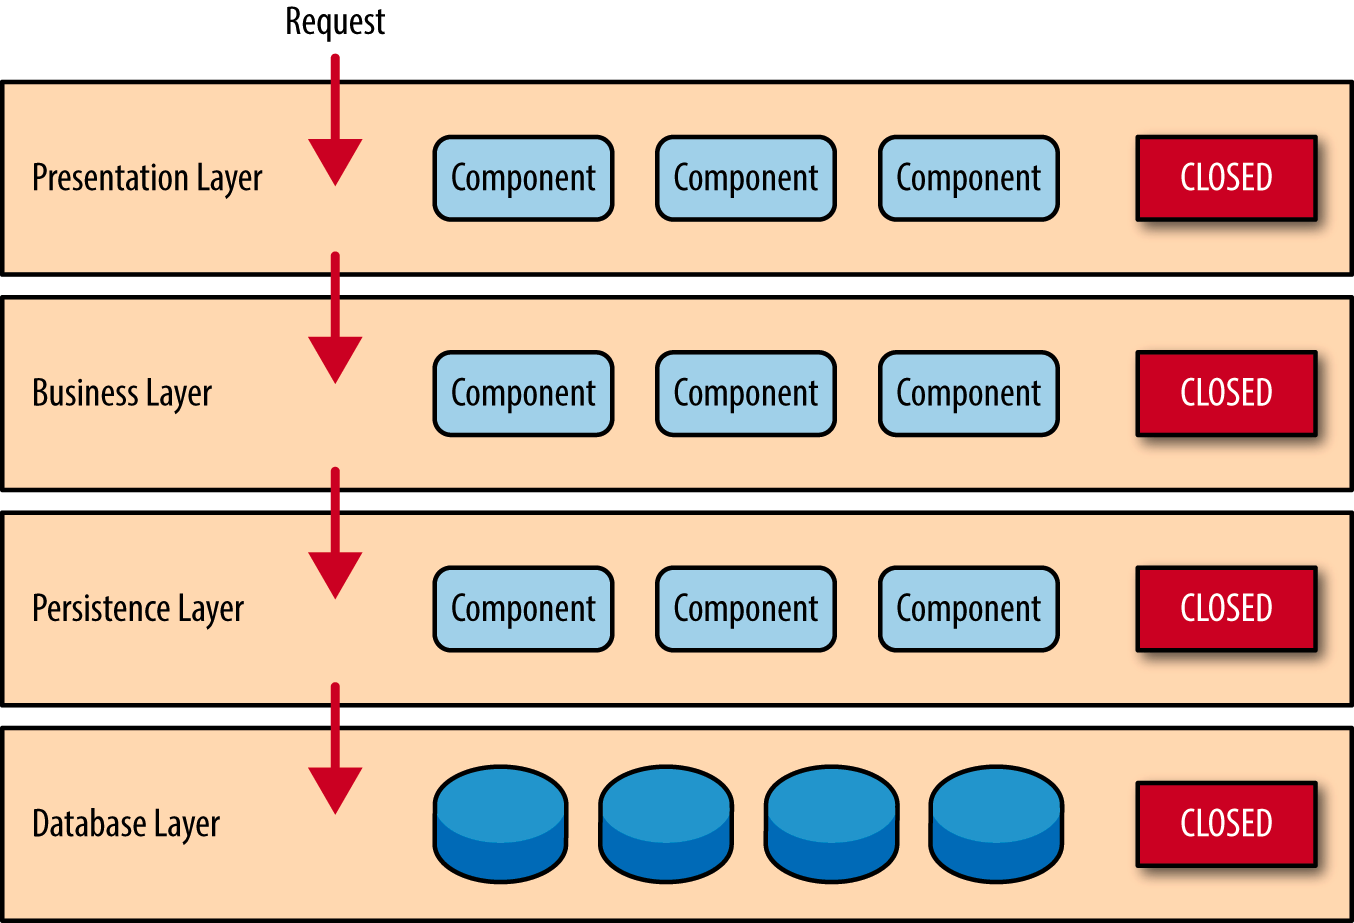 Request
Presentation Layer
Component
Component
Component
CLOSED
Business Layer
Component
Component
Component
CLOSED
Persistence Layer
Component
Component
Component
CLOSED
Database Layer
CLOSED